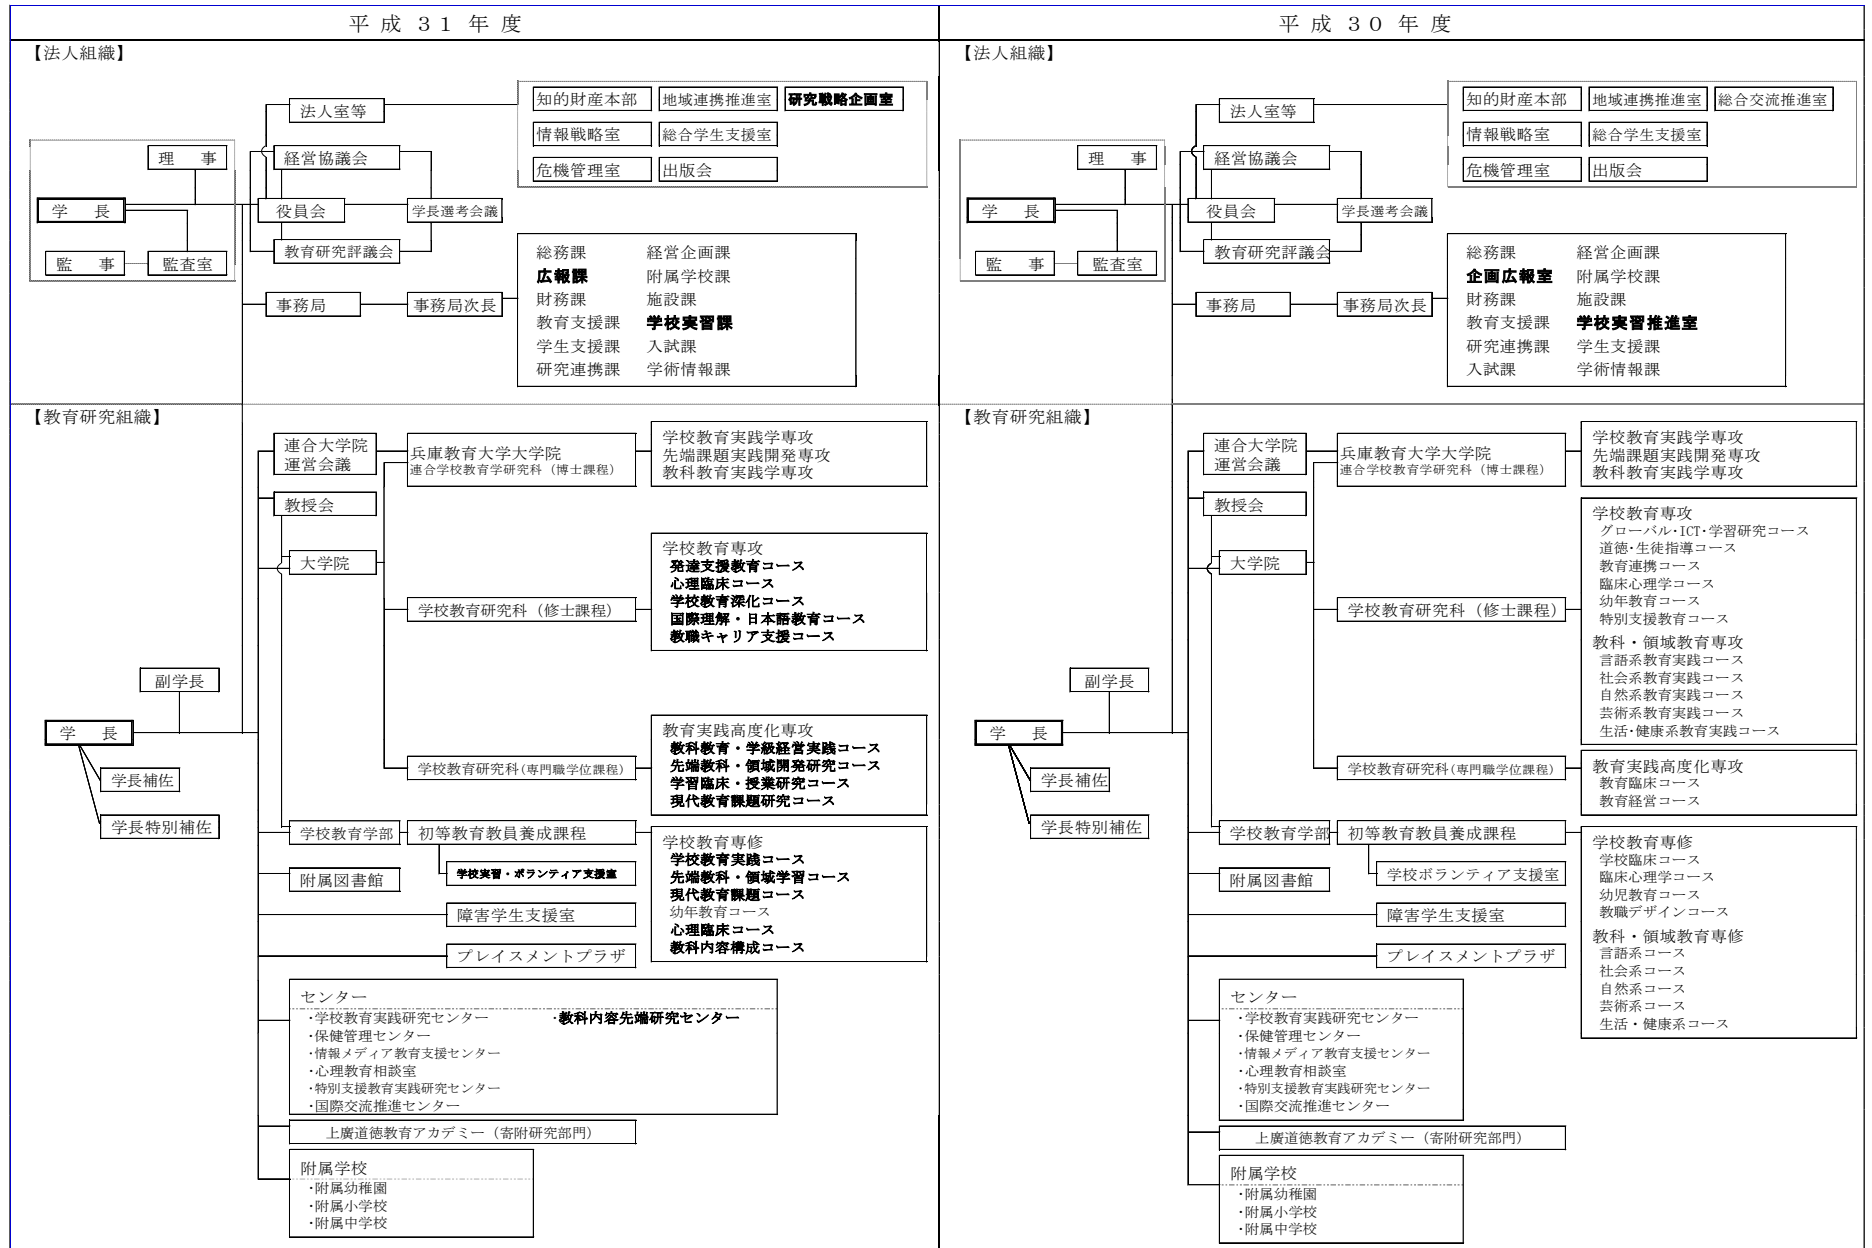 平成31年度
【法人組織】
法人室等
知的財産本部 地域連携推進室 研究戦略企画室
情報戦略室 総合学生支援室
危機管理室 出版会
理 事
経営協議会
学 長
役員会
学長選考会議
教育研究評議会
監 事
監査室
事務局
事務局次長
総務課 経営企画課
広報課 附属学校課
財務課 施設課
教育支援課 学校実習課
学生支援課 入試課
研究連携課 学術情報課
【教育研究組織】
連合大学院
運営会議
兵庫教育大学大学院
連合学校教育学研究科(博士課程)
学校教育実践学専攻
先端課題実践開発専攻
教科教育実践学専攻
教授会
大学院
学校教育研究科(修士課程)
学校教育専攻
発達支援教育コース
心理臨床コース
学校教育深化コース
国際理解・日本語教育コース
教職キャリア支援コース
副学長
学 長
学長補佐
学長特別補佐
学校教育研究科(専門職学位課程)
教育実践高度化専攻
教科教育・学級経営実践コース
先端教科・領域開発研究コース
学習臨床・授業研究コース
現代教育課題研究コース
学校教育学部
初等教育教員養成課程
学校実習・ボランティア支援室
学校教育専修
学校教育実践コース
先端教科・領域学習コース
現代教育課題コース
幼年教育コース
心理臨床コース
教科内容構成コース
附属図書館
障害学生支援室
プレイスメントプラザ
センター
・学校教育実践研究センター ・教科内容先端研究センター
・保健管理センター
・情報メディア教育支援センター
・心理教育相談室
・特別支援教育実践研究センター
・国際交流推進センター
上廣道徳教育アカデミー(寄附研究部門)
附属学校
・附属幼稚園
・附属小学校
・附属中学校
平成30年度
【法人組織】
法人室等
知的財産本部 地域連携推進室 総合交流推進室
情報戦略室 総合学生支援室
危機管理室 出版会
理 事
経営協議会
学 長
役員会
学長選考会議
教育研究評議会
監 事
監査室
事務局
事務局次長
総務課 経営企画課
企画広報室 附属学校課
財務課 施設課
教育支援課 学校実習推進室
研究連携課 学生支援課
入試課 学術情報課
【教育研究組織】
連合大学院
運営会議
兵庫教育大学大学院
連合学校教育学研究科(博士課程)
学校教育実践学専攻
先端課題実践開発専攻
教科教育実践学専攻
教授会
大学院
学校教育研究科(修士課程)
学校教育専攻
グローバル・ICT・学習研究コース
道徳・生徒指導コース
教育連携コース
臨床心理学コース
幼年教育コース
特別支援教育コース
教科・領域教育専攻
言語系教育実践コース
社会系教育実践コース
自然系教育実践コース
芸術系教育実践コース
生活・健康系教育実践コース
副学長
学 長
学長補佐
学長特別補佐
学校教育研究科(専門職学位課程)
教育実践高度化専攻
教育臨床コース
教育経営コース
学校教育学部
初等教育教員養成課程
学校ボランティア支援室
学校教育専修
学校臨床コース
臨床心理学コース
幼児教育コース
教職デザインコース
教科・領域教育専修
言語系コース
社会系コース
自然系コース
芸術系コース
生活・健康系コース
附属図書館
障害学生支援室
プレイスメントプラザ
センター
・学校教育実践研究センター
・保健管理センター
・情報メディア教育支援センター
・心理教育相談室
・特別支援教育実践研究センター
・国際交流推進センター
上廣道徳教育アカデミー(寄附研究部門)
附属学校
・附属幼稚園
・附属小学校
・附属中学校